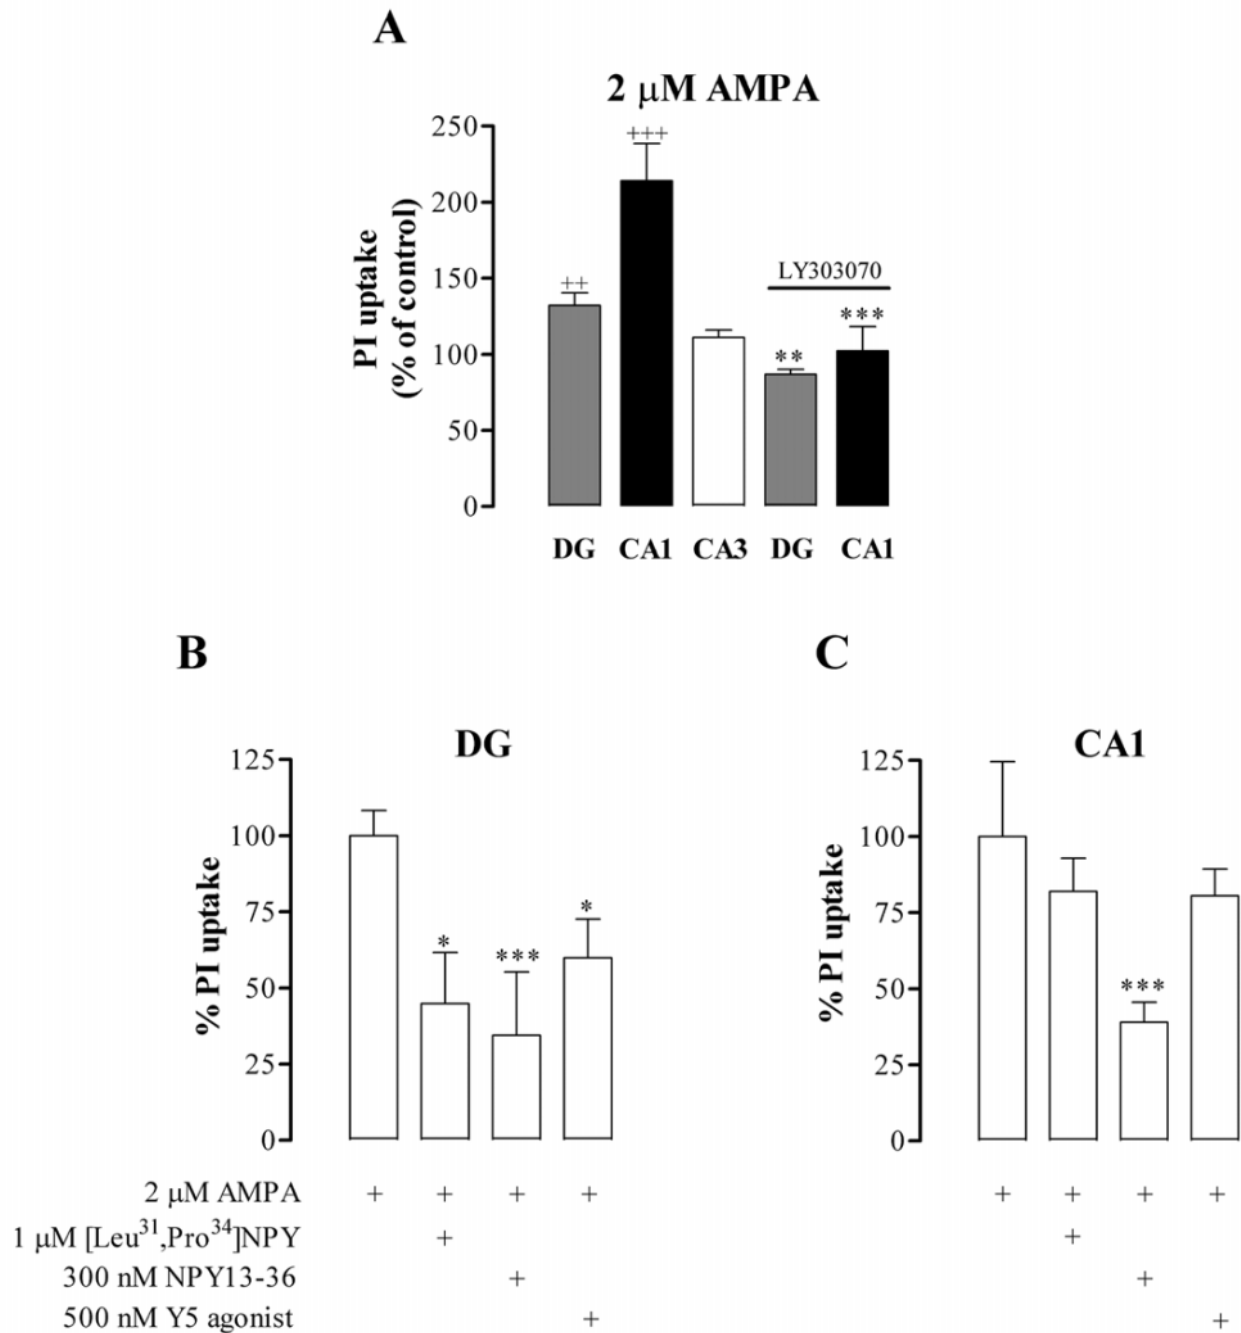 A
2 μM AMPA
PI uptake
(% of control)
250
200
150
100
50
0
++
+++
LY303070
**
***
DG CA1 CA3 DG CA1
B
DG
% PI uptake
125
100
75
50
25
0
*
***
*
C
CA1
% PI uptake
125
100
75
50
25
0
***
2 μM AMPA + + + + + + + +
1 μM [Leu31,Pro34]NPY + +
300 nM NPY13-36 + +
500 nM Y5 agonist + +